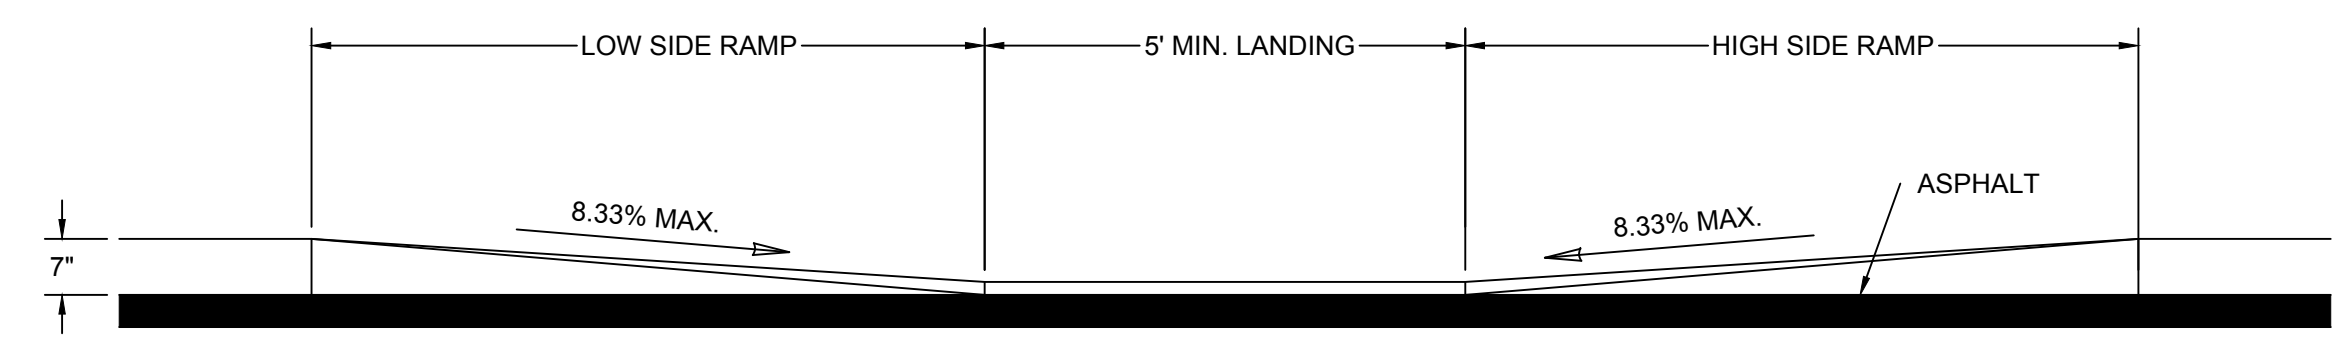 LOW SIDE RAMP
5' MIN. LANDING
HIGH SIDE RAMP
ASPHALT
8.33% MAX.
8.33% MAX.
7"